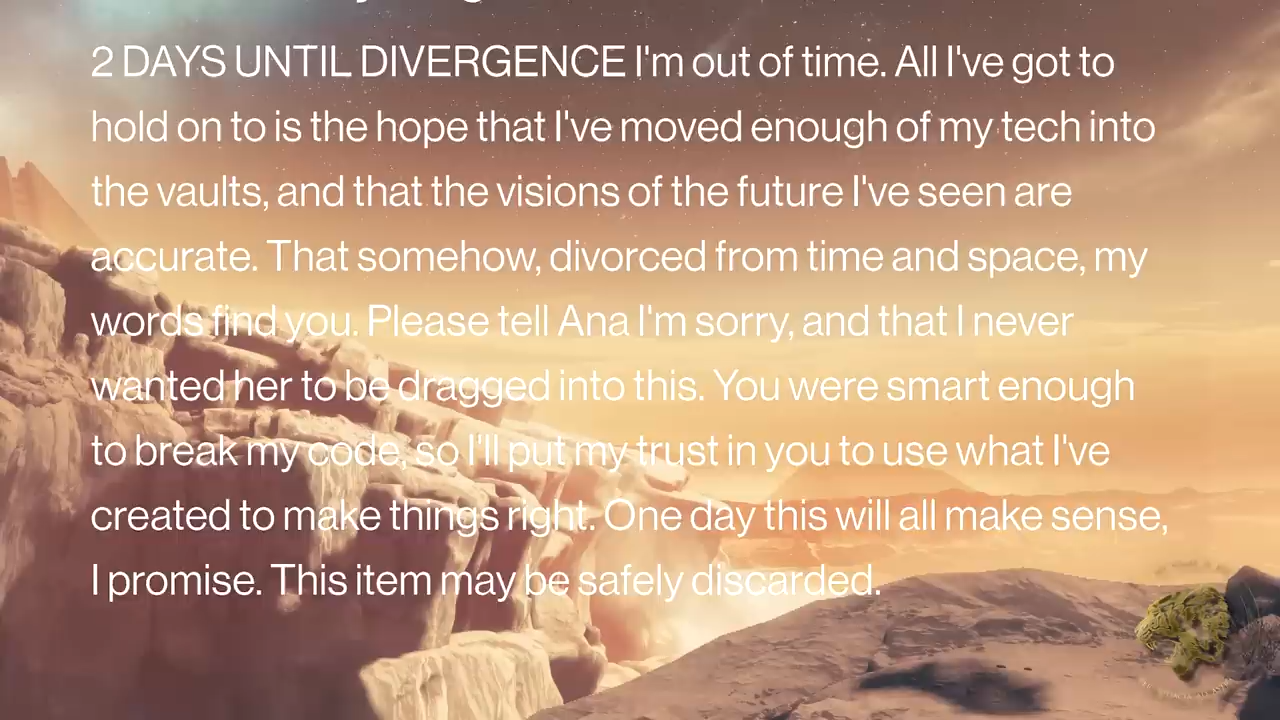 2 DAYS UNTIL DIVERGENCE I'm out of time. All I've got to
hold on to is the hope that I've moved enough of my tech into
the vaults, and that the visions of the future I've seen are
accurate. That somehow, divorced from time and space, my
words find you. Please tell Ana I'm sorry, and that I never
wanted her to be dragged into this. You were smart enough
to break my code, so I'll put my trust in you to use what I've
created to make things right. One day this will all make sense,
I promise. This item may be safely discarded.